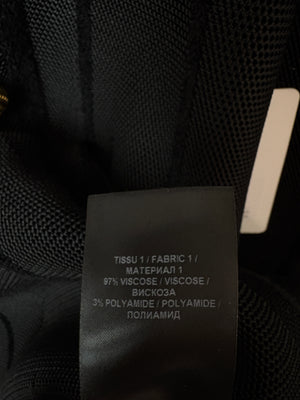 TISSU 1 / FABRIC 1 /
МАТЕРИАЛ 1
97% VISCOSE / VISCOSE /
ВИСКОЗА
3% POLYAMIDE / POLYAMIDE /
ПОЛИАМИД